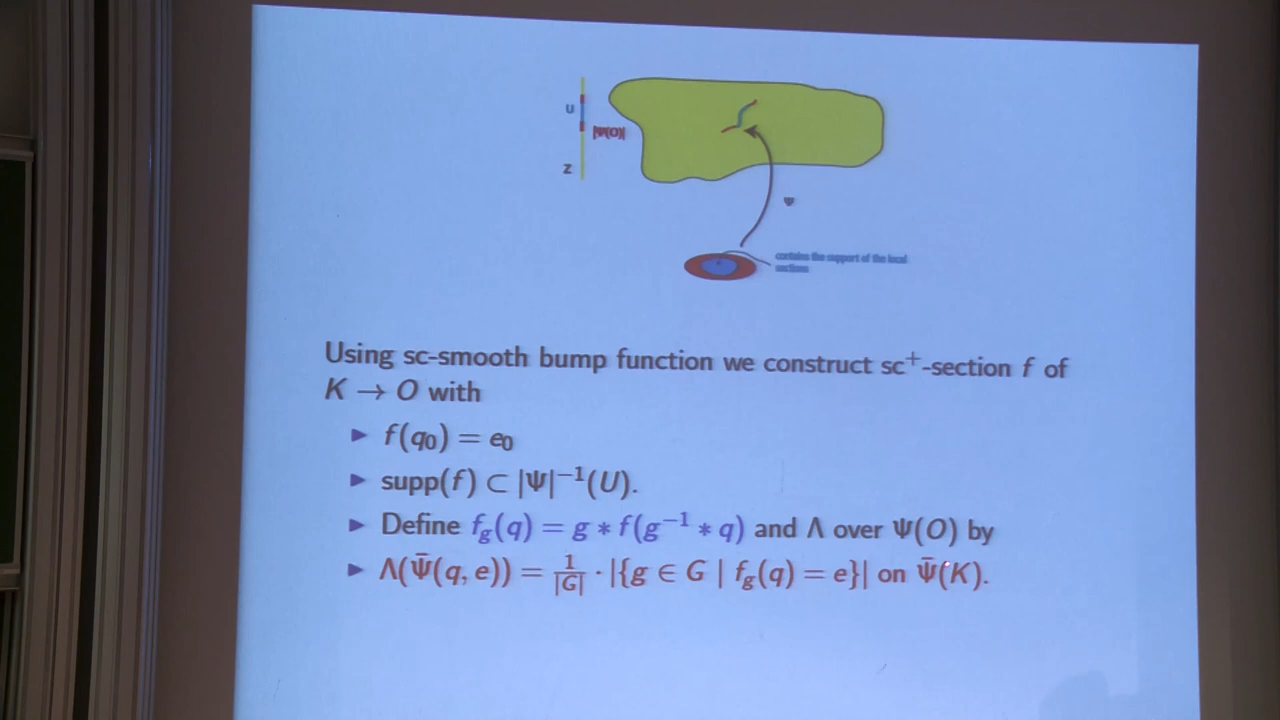 U
|Ψ(O)|
Z
Ψ
contains the support of the local
sections
Using sc-smooth bump function we construct sc⁺-section f of
K → O with
▶ f(q₀) = e₀
▶ supp(f) ⊂ |Ψ|⁻¹(U).
▶ Define f_g(q) = g ∗ f(g⁻¹ ∗ q) and Λ over Ψ(O) by
▶ Λ(Ψ̄(q, e)) = 1/|G| · |{g ∈ G | f_g(q) = e}| on Ψ̄(K).